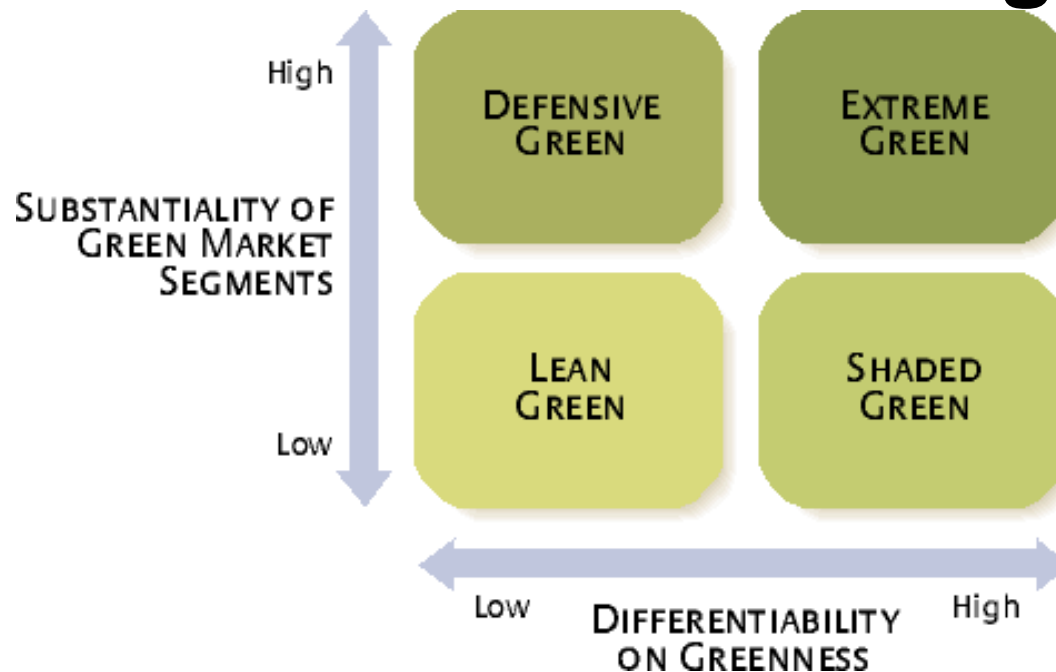 High
DEFENSIVE
GREEN
EXTREME
GREEN
SUBSTANTIALITY OF
GREEN MARKET
SEGMENTS
LEAN
GREEN
SHADED
GREEN
Low
Low
High
DIFFERENTIABILITY
ON GREENNESS